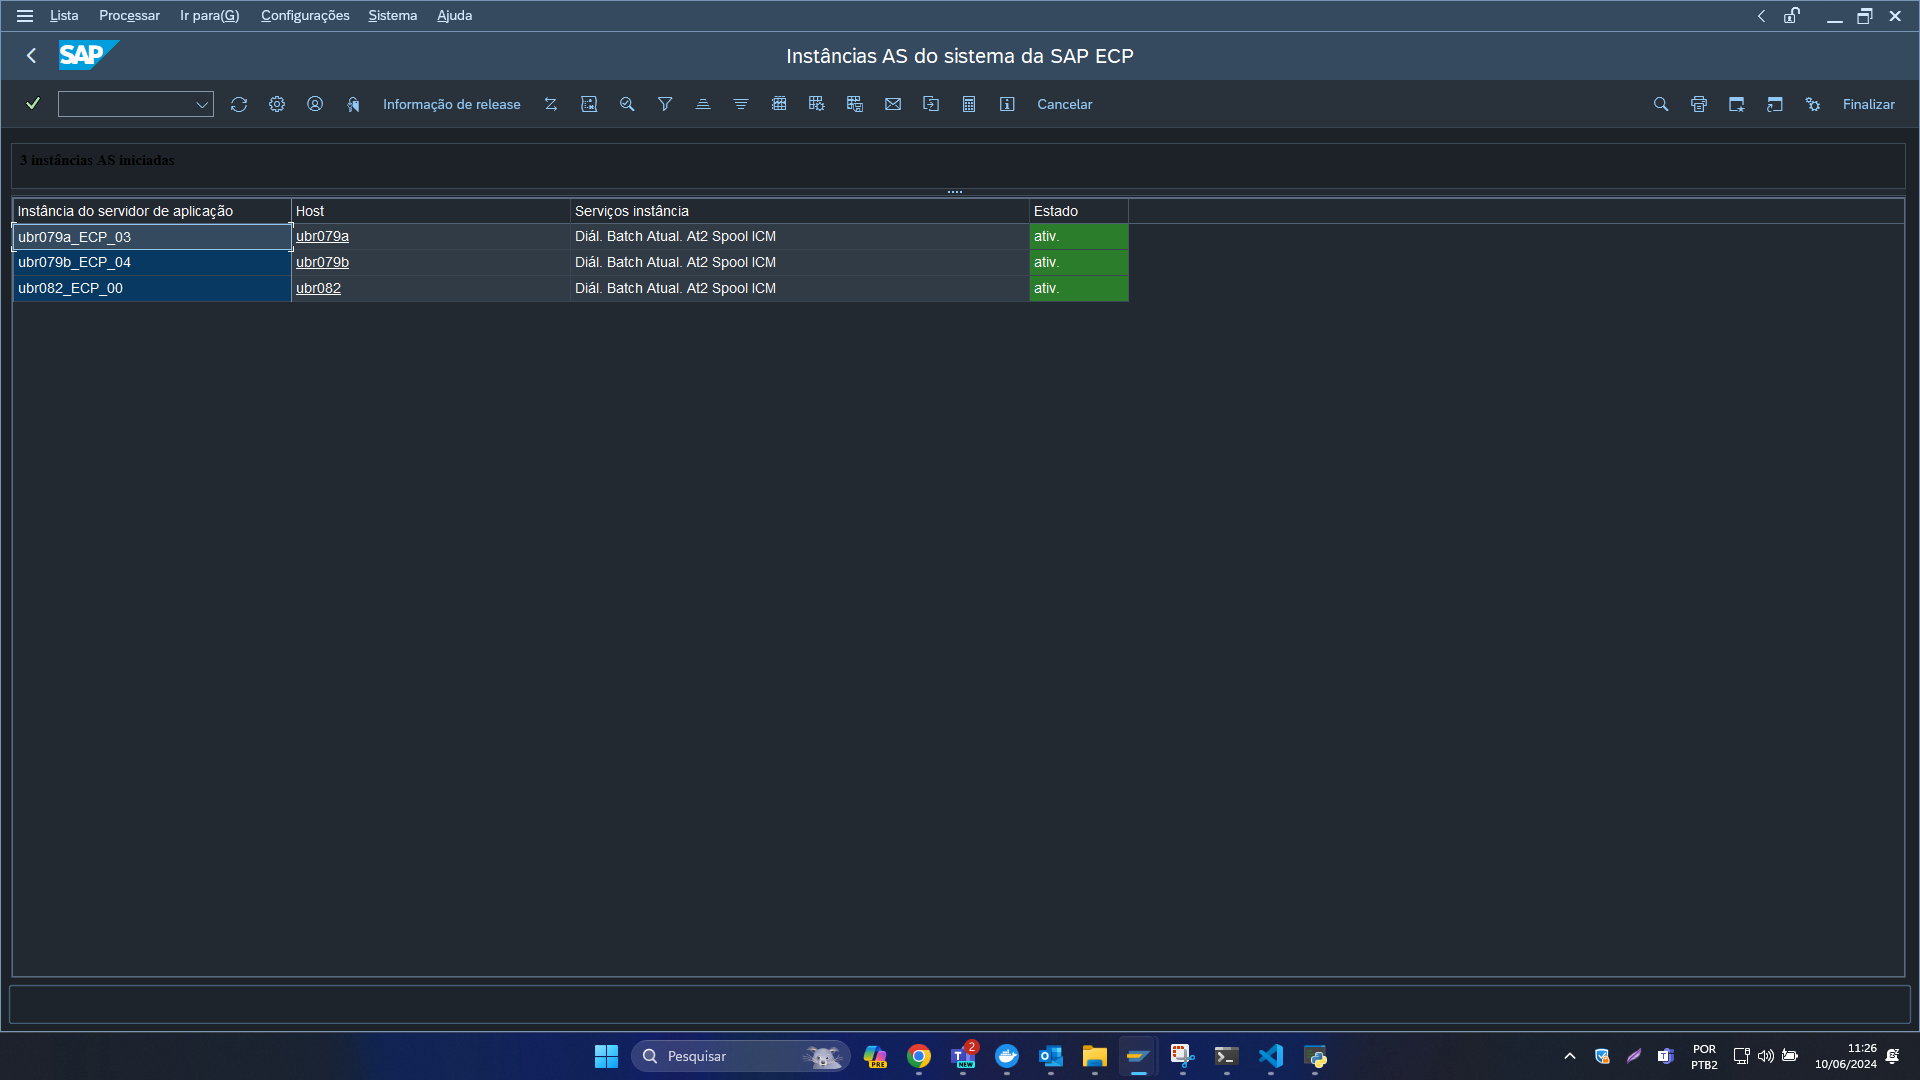 Lista Processar Ir para(G) Configurações Sistema Ajuda
SAP Instâncias AS do sistema da SAP ECP
Informação de release Cancelar Finalizar
3 instâncias AS iniciadas
Instância do servidor de aplicação Host Serviços instância Estado
ubr079a_ECP_03 ubr079a Diál. Batch Atual. At2 Spool ICM ativ.
ubr079b_ECP_04 ubr079b Diál. Batch Atual. At2 Spool ICM ativ.
ubr082_ECP_00 ubr082 Diál. Batch Atual. At2 Spool ICM ativ.
Pesquisar
PRE
2
NEW
POR
PTB2
11:26
10/06/2024